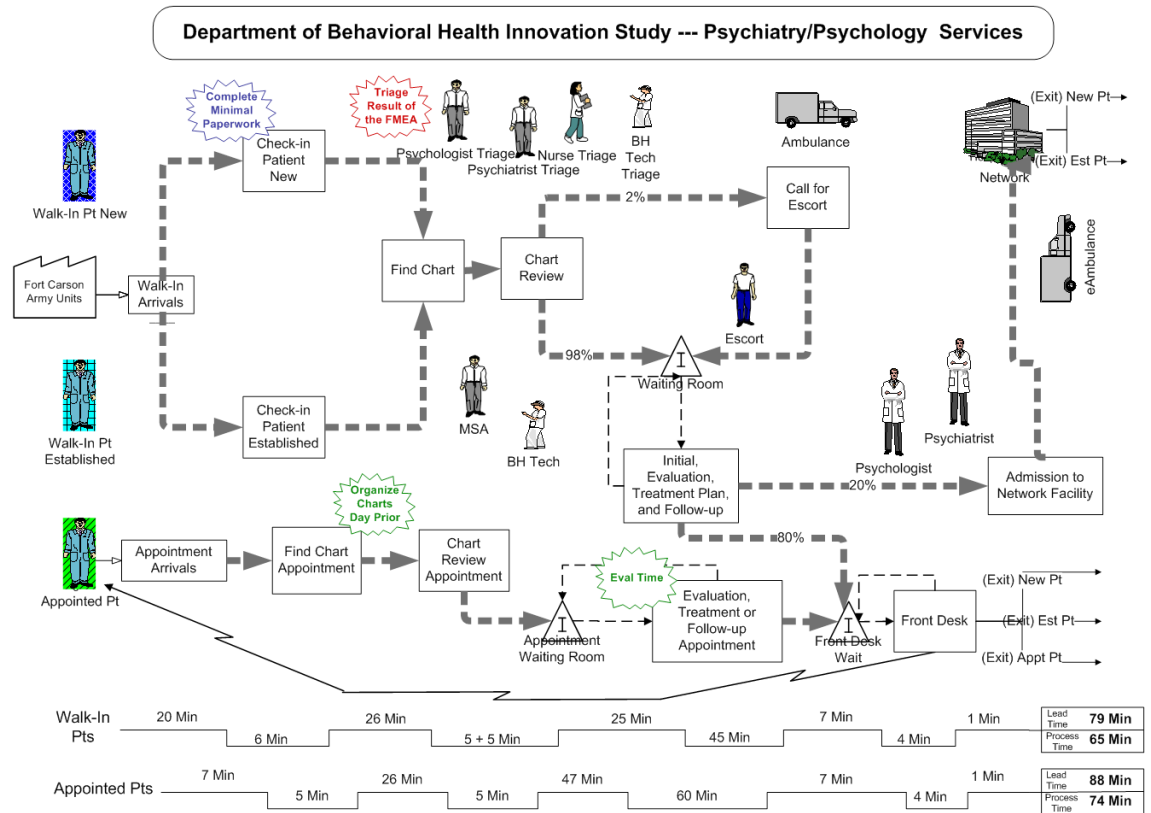 Department of Behavioral Health Innovation Study --- Psychiatry/Psychology Services
Complete
Minimal
Paperwork
Triage
Result of
the FMEA
Check-in
Patient
New
Psychologist Triage
Psychiatrist Triage
Nurse Triage
BH
Tech
Triage
Ambulance
(Exit) New Pt
(Exit) Est Pt
Network
Walk-In Pt New
2%
Call for
Escort
Fort Carson
Army Units
Walk-In
Arrivals
Find Chart
Chart
Review
eAmbulance
Escort
98%
I
Waiting Room
Walk-In Pt
Established
Check-in
Patient
Established
MSA
BH Tech
Psychologist
Psychiatrist
Initial,
Evaluation,
Treatment Plan,
and Follow-up
20%
Admission to
Network Facility
Organize
Charts
Day Prior
80%
Appointed Pt
Appointment
Arrivals
Find Chart
Appointment
Chart
Review
Appointment
Eval Time
I
Appointment
Waiting Room
Evaluation,
Treatment or
Follow-up
Appointment
I
Front Desk
Wait
Front Desk
(Exit) New Pt
(Exit) Est Pt
(Exit) Appt Pt
Walk-In
Pts
20 Min
6 Min
26 Min
5 + 5 Min
25 Min
45 Min
7 Min
4 Min
1 Min
Lead
Time
79 Min
Process
Time
65 Min
Appointed Pts
7 Min
5 Min
26 Min
5 Min
47 Min
60 Min
7 Min
4 Min
1 Min
Lead
Time
88 Min
Process
Time
74 Min